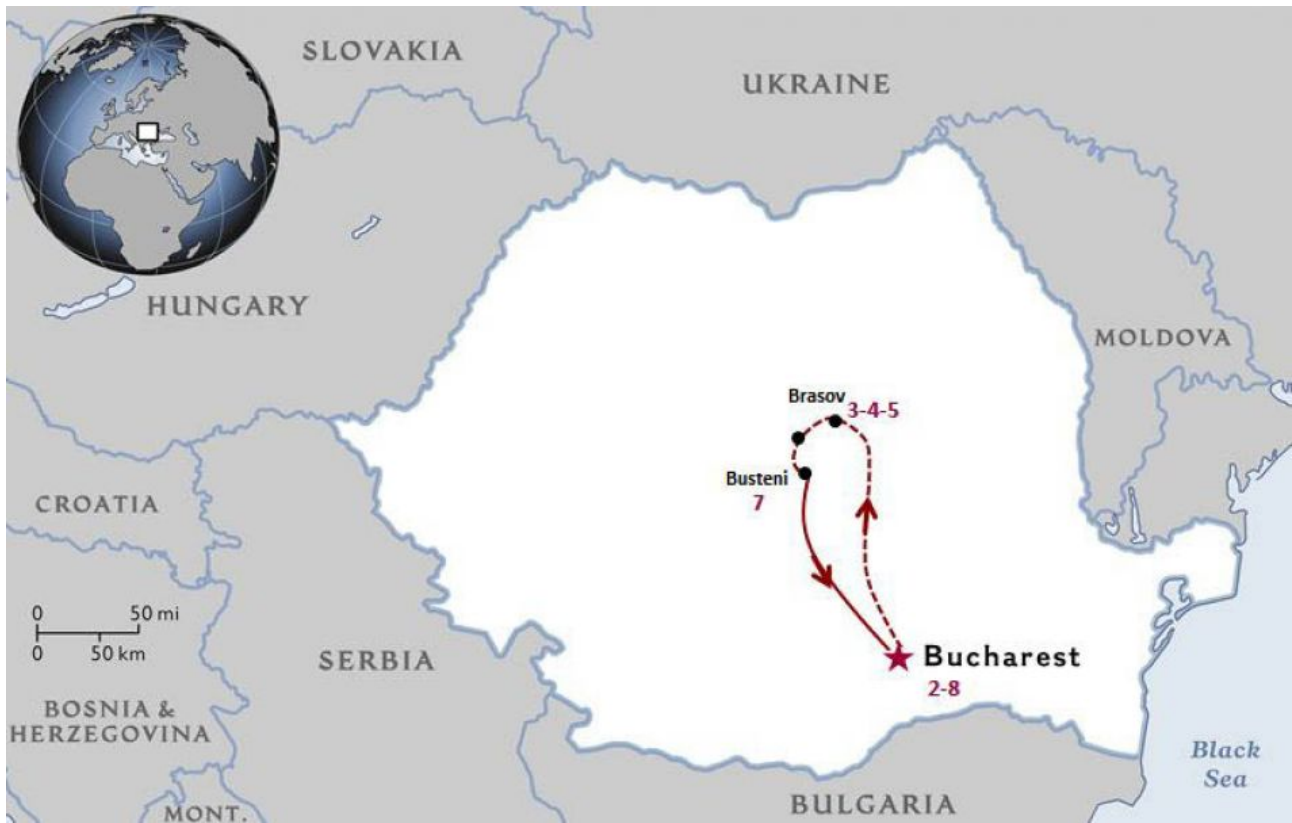 SLOVAKIA
UKRAINE
HUNGARY
MOLDOVA
Brasov
3-4-5
Busteni
7
CROATIA
0 50 mi
0 50 km
SERBIA
Bucharest
2-8
BOSNIA &
HERZEGOVINA
Black
Sea
MONT.
BULGARIA